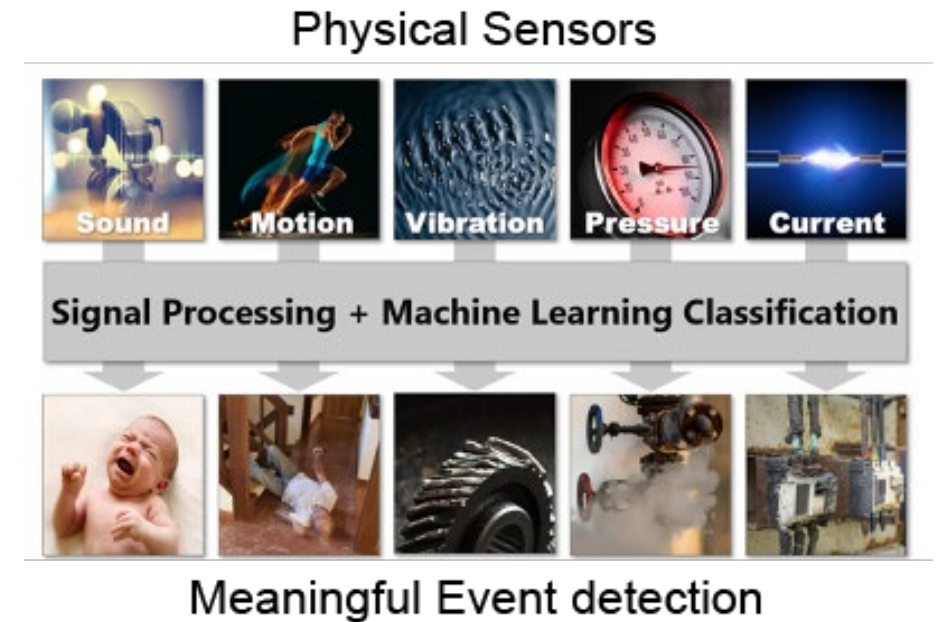 Physical Sensors
Sound
Motion
Vibration
Pressure
Current
Signal Processing + Machine Learning Classification
Meaningful Event detection